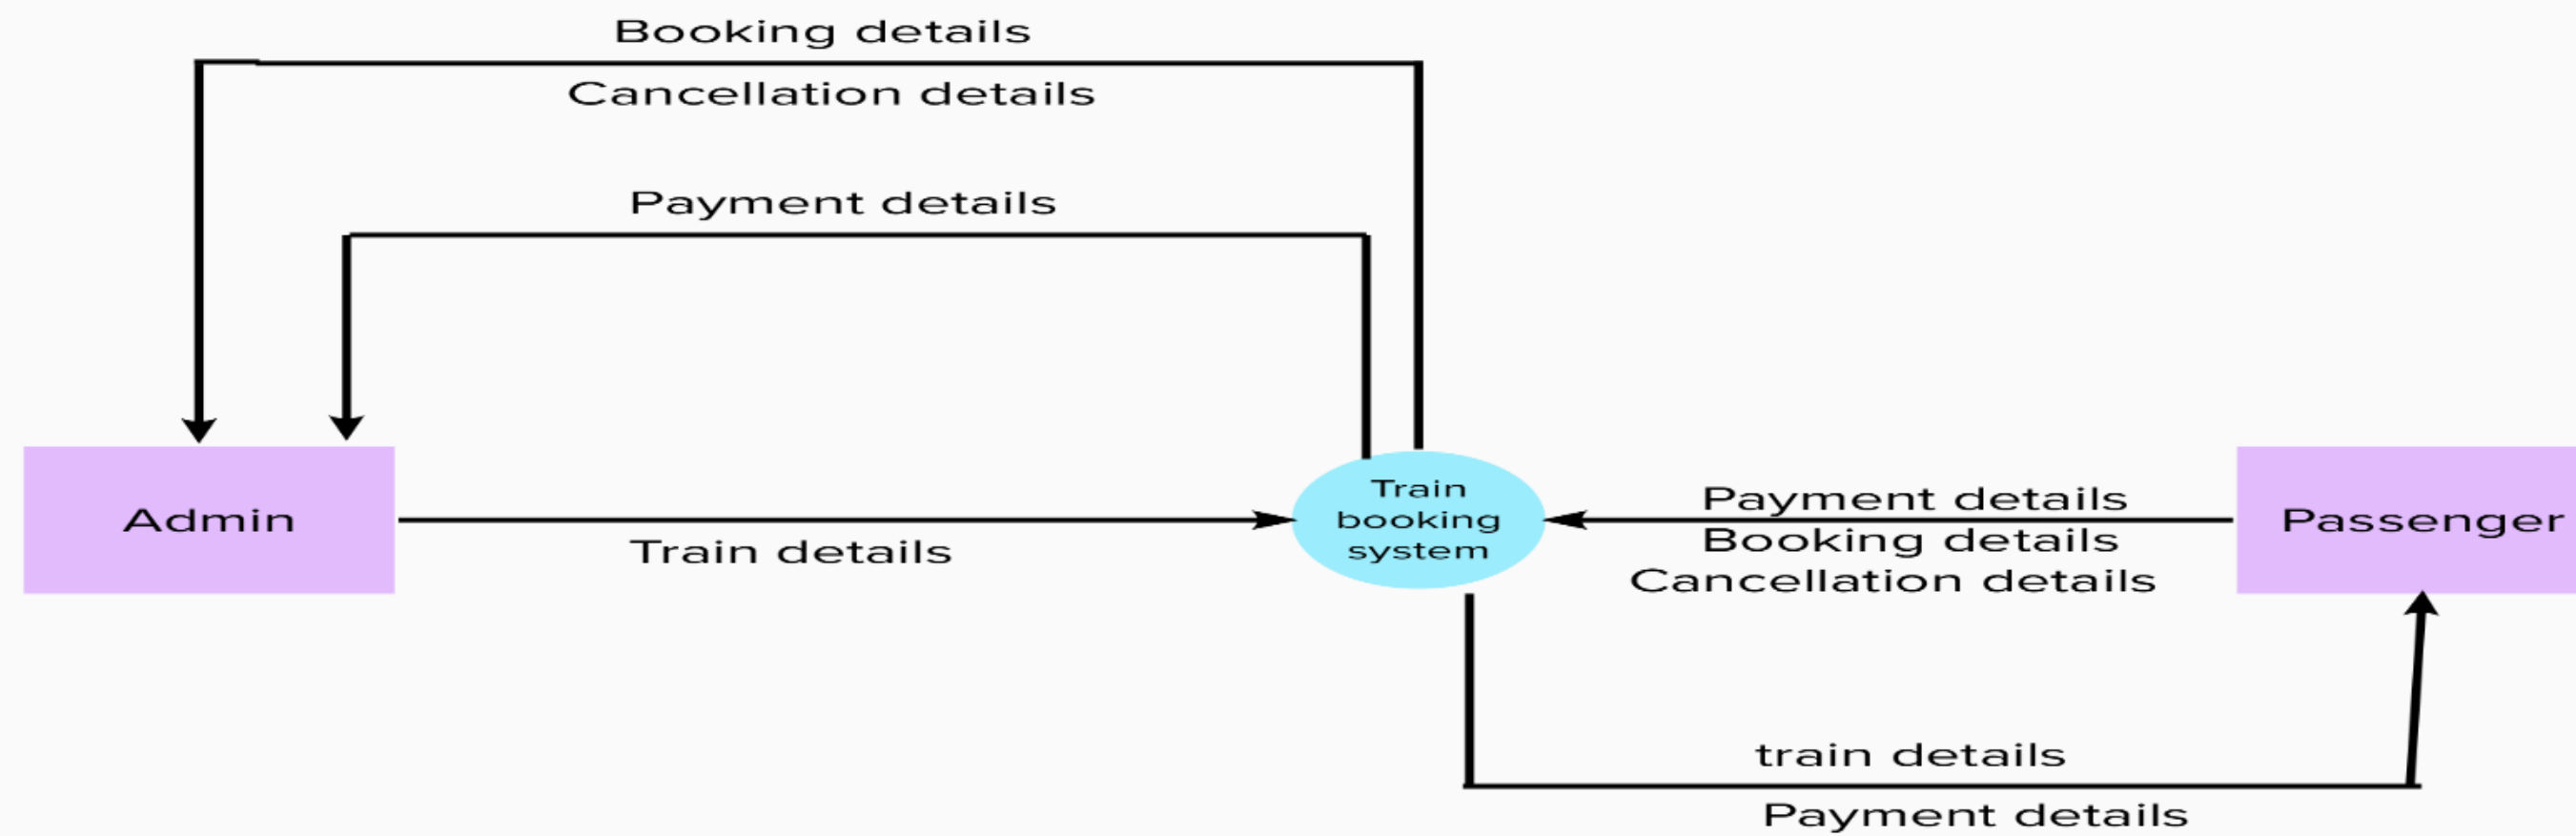 Booking details
Cancellation details
Payment details
Admin
Train details
Train
booking
system
Payment details
Booking details
Cancellation details
Passenger
train details
Payment details